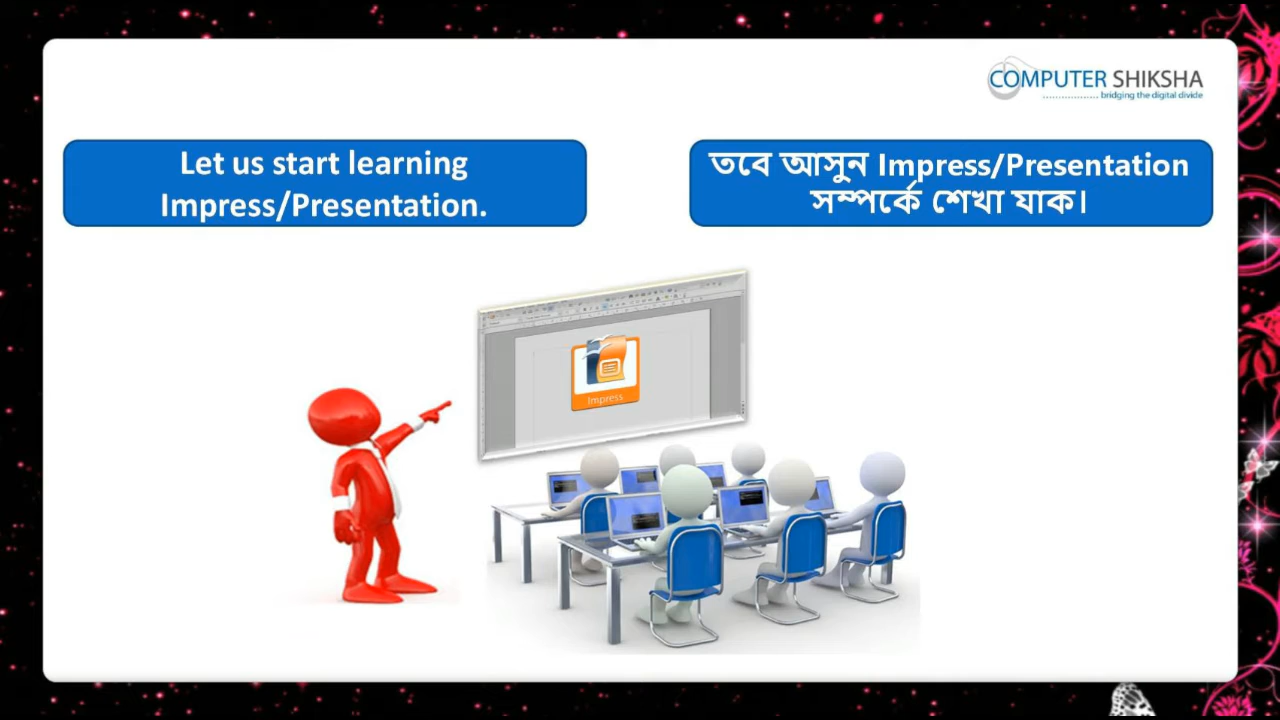 COMPUTER SHIKSHA
bridging the digital divide
Let us start learning
Impress/Presentation.
তবে আসুন Impress/Presentation
সম্পর্কে শেখা যাক।
Impress